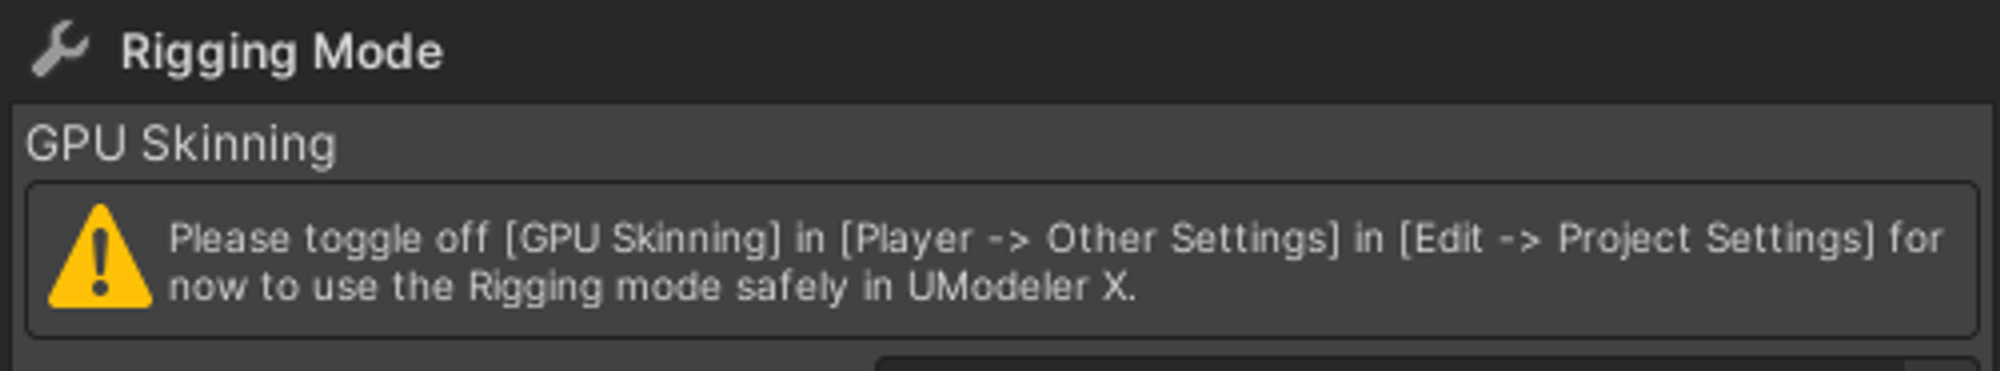 Rigging Mode
GPU Skinning
Please toggle off [GPU Skinning] in [Player -> Other Settings] in [Edit -> Project Settings] for
now to use the Rigging mode safely in UModeler X.